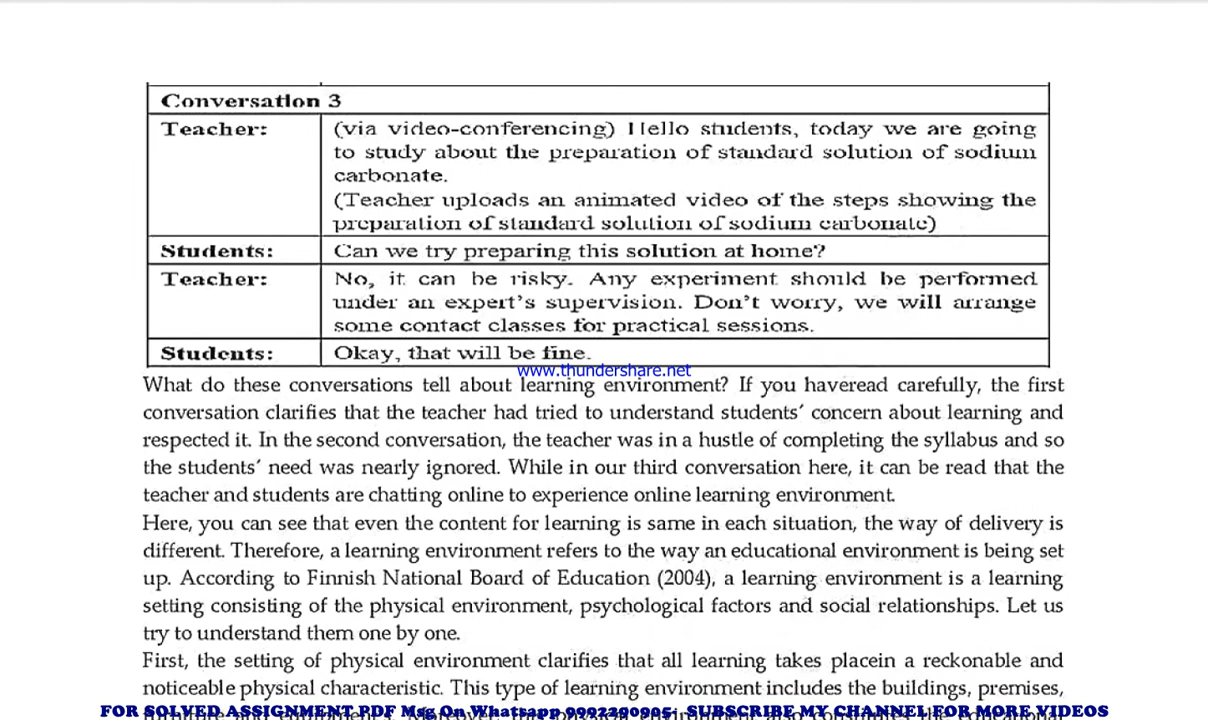 Conversation 3
Teacher: (via video-conferencing) Hello students, today we are going
to study about the preparation of standard solution of sodium
carbonate.
(Teacher uploads an animated video of the steps showing the
preparation of standard solution of sodium carbonate)
Students: Can we try preparing this solution at home?
Teacher: No, it can be risky. Any experiment should be performed
under an expert's supervision. Don't worry, we will arrange
some contact classes for practical sessions.
Students: Okay, that will be fine.
www.thundershare.net
What do these conversations tell about learning environment? If you haveread carefully, the first
conversation clarifies that the teacher had tried to understand students' concern about learning and
respected it. In the second conversation, the teacher was in a hustle of completing the syllabus and so
the students' need was nearly ignored. While in our third conversation here, it can be read that the
teacher and students are chatting online to experience online learning environment.
Here, you can see that even the content for learning is same in each situation, the way of delivery is
different. Therefore, a learning environment refers to the way an educational environment is being set
up. According to Finnish National Board of Education (2004), a learning environment is a learning
setting consisting of the physical environment, psychological factors and social relationships. Let us
try to understand them one by one.
First, the setting of physical environment clarifies that all learning takes placein a reckonable and
noticeable physical characteristic. This type of learning environment includes the buildings, premises,
FOR SOLVED ASSIGNMENT PDF Msg On Whatsapp 9992290905- SUBSCRIBE MY CHANNEL FOR MORE VIDEOS